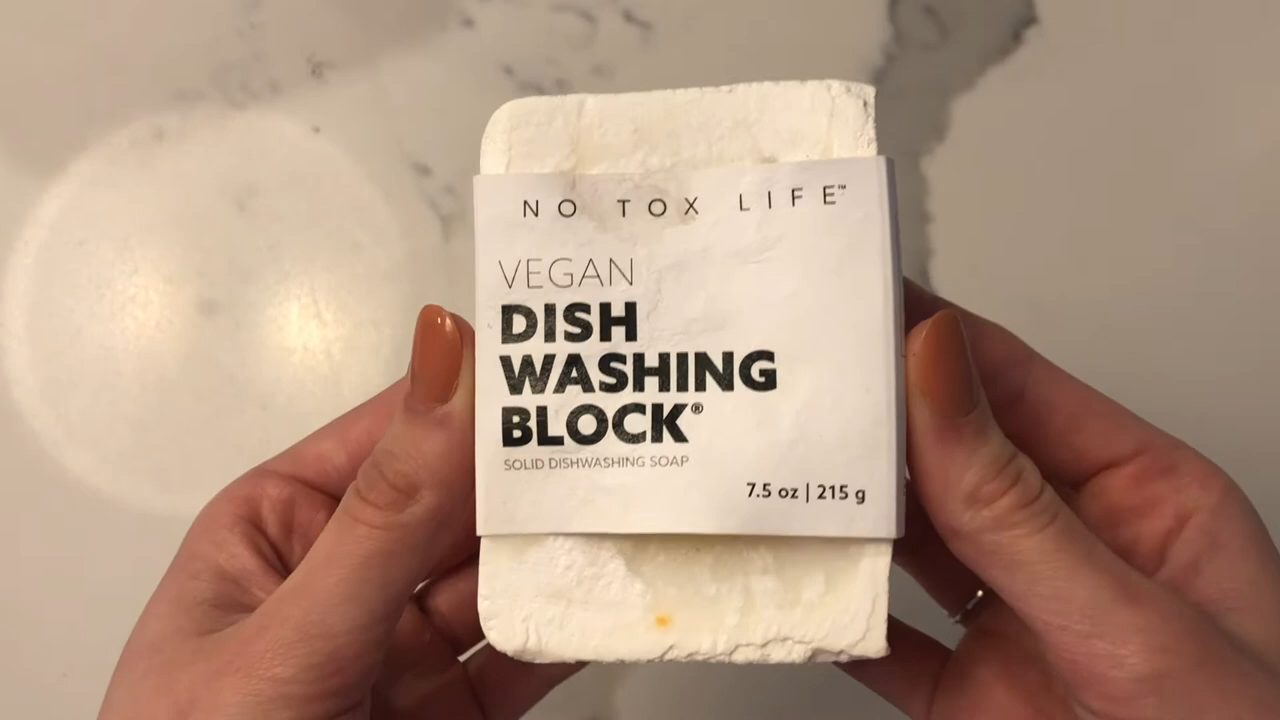 NO TOX LIFE™
VEGAN
DISH
WASHING
BLOCK®
SOLID DISHWASHING SOAP
7.5 oz | 215 g